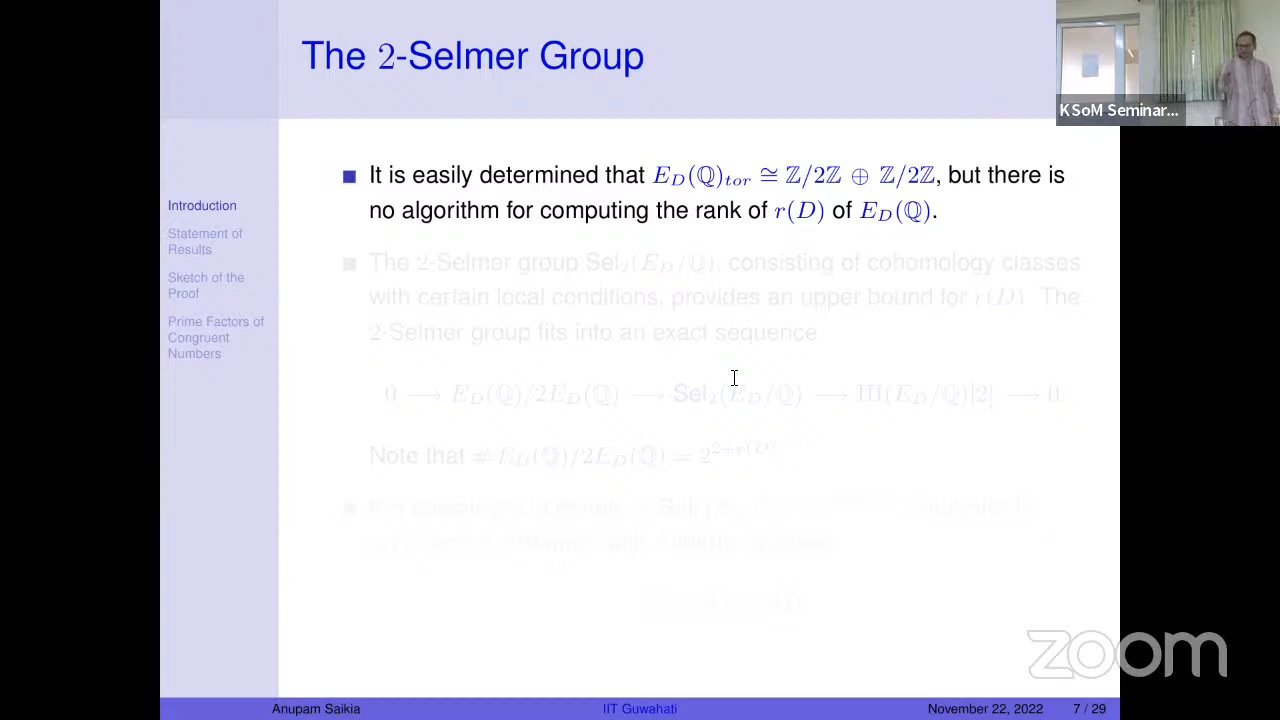 The 2-Selmer Group
KSoM Seminar...
It is easily determined that E_D(ℚ)_tor ≅ ℤ/2ℤ ⊕ ℤ/2ℤ, but there is
no algorithm for computing the rank of r(D) of E_D(ℚ).
Introduction
Statement of
Results
Sketch of the
Proof
Prime Factors of
Congruent
Numbers
The 2-Selmer group Sel₂(E_D/ℚ), consisting of cohomology classes
with certain local conditions, provides an upper bound for r(D). The
2-Selmer group fits into an exact sequence
0 ⟶ E_D(ℚ)/2E_D(ℚ) ⟶ Sel₂(E_D/ℚ) ⟶ Ш(E_D/ℚ)[2] ⟶ 0.
Note that # E_D(ℚ)/2E_D(ℚ) = 2^{2+r(D)}
zoom
Anupam Saikia IIT Guwahati November 22, 2022 7 / 29